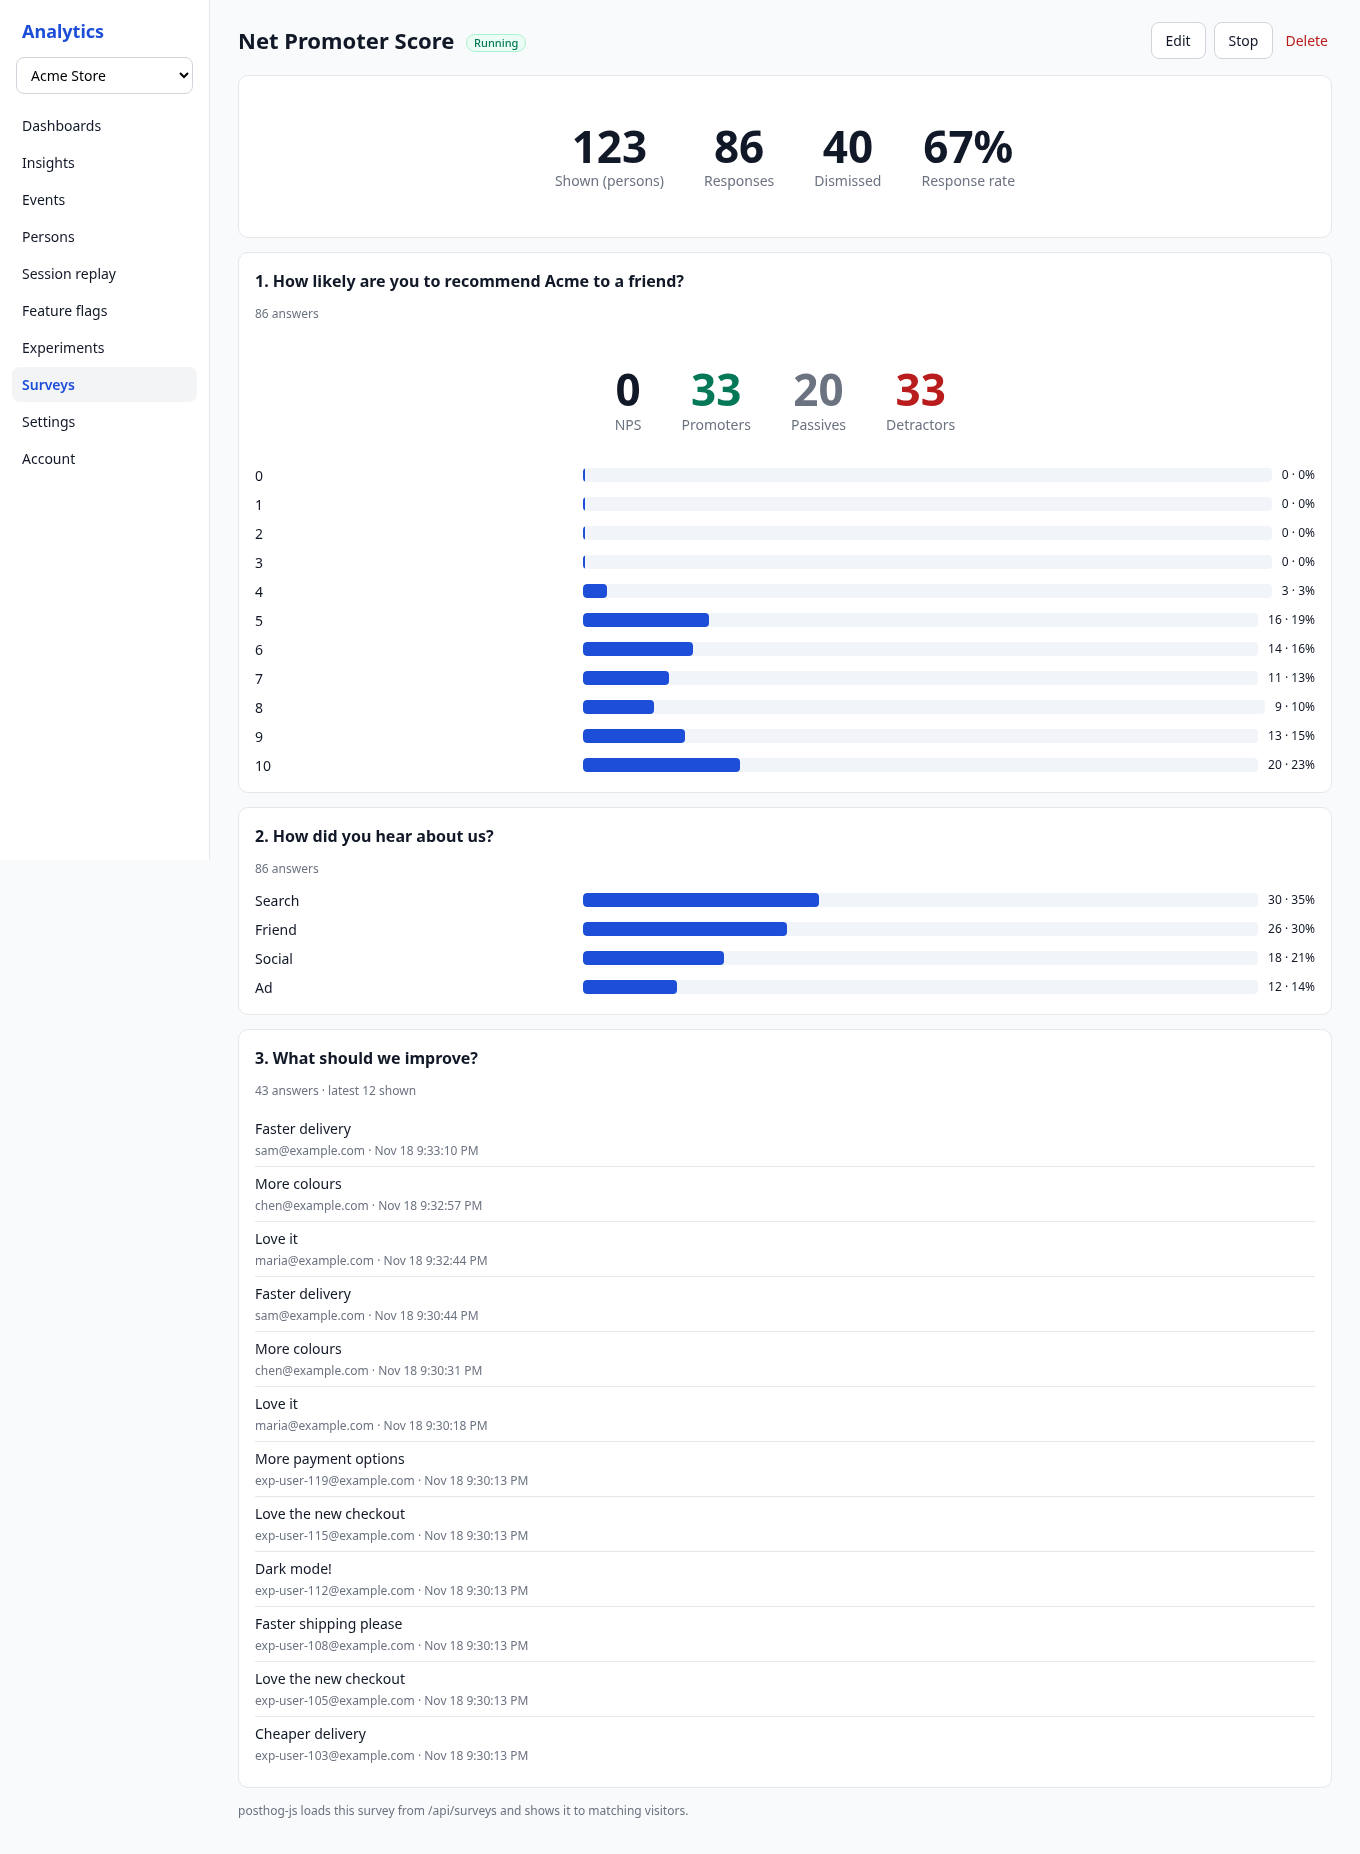 Analytics
Acme Store
Dashboards
Insights
Events
Persons
Session replay
Feature flags
Experiments
Surveys
Settings
Account
Net Promoter Score
Running
Edit
Stop
Delete
123
Shown (persons)
86
Responses
40
Dismissed
67%
Response rate
1. How likely are you to recommend Acme to a friend?
86 answers
0
NPS
33
Promoters
20
Passives
33
Detractors
0 0 · 0%
1 0 · 0%
2 0 · 0%
3 0 · 0%
4 3 · 3%
5 16 · 19%
6 14 · 16%
7 11 · 13%
8 9 · 10%
9 13 · 15%
10 20 · 23%
2. How did you hear about us?
86 answers
Search 30 · 35%
Friend 26 · 30%
Social 18 · 21%
Ad 12 · 14%
3. What should we improve?
43 answers · latest 12 shown
Faster delivery
sam@example.com · Nov 18 9:33:10 PM
More colours
chen@example.com · Nov 18 9:32:57 PM
Love it
maria@example.com · Nov 18 9:32:44 PM
Faster delivery
sam@example.com · Nov 18 9:30:44 PM
More colours
chen@example.com · Nov 18 9:30:31 PM
Love it
maria@example.com · Nov 18 9:30:18 PM
More payment options
exp-user-119@example.com · Nov 18 9:30:13 PM
Love the new checkout
exp-user-115@example.com · Nov 18 9:30:13 PM
Dark mode!
exp-user-112@example.com · Nov 18 9:30:13 PM
Faster shipping please
exp-user-108@example.com · Nov 18 9:30:13 PM
Love the new checkout
exp-user-105@example.com · Nov 18 9:30:13 PM
Cheaper delivery
exp-user-103@example.com · Nov 18 9:30:13 PM
posthog-js loads this survey from /api/surveys and shows it to matching visitors.